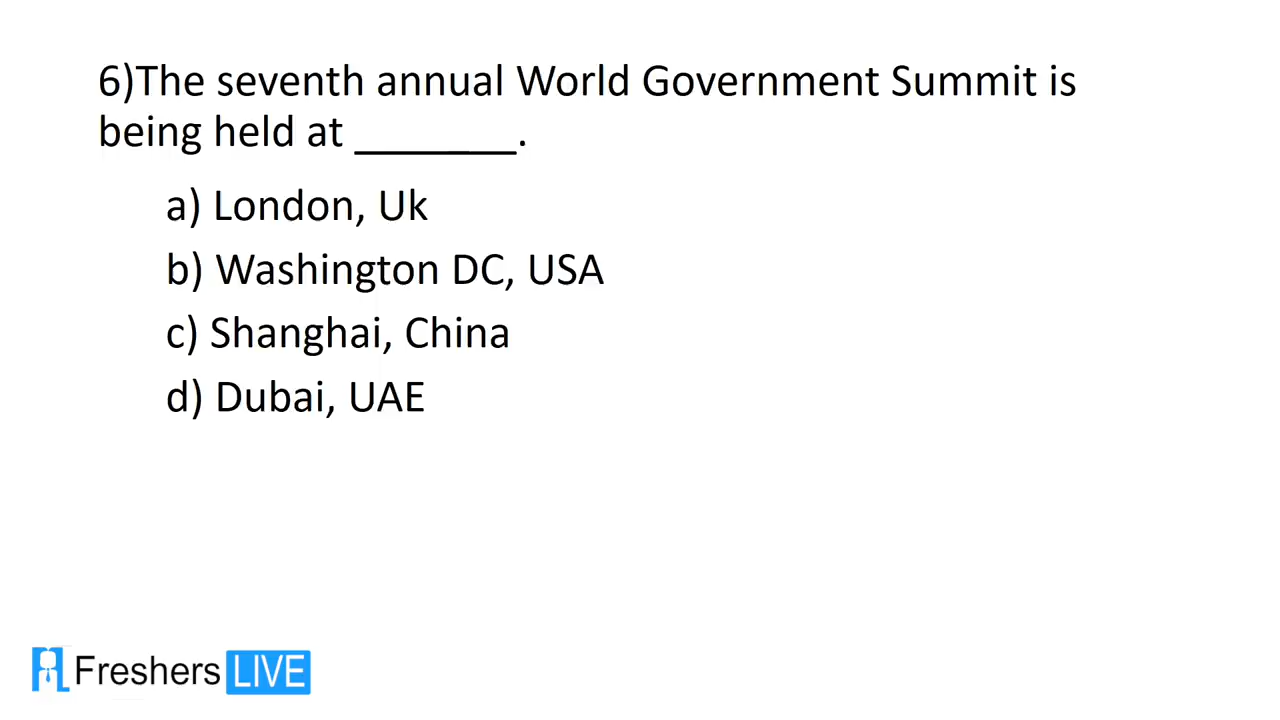 6)The seventh annual World Government Summit is
being held at _______.
a) London, Uk
b) Washington DC, USA
c) Shanghai, China
d) Dubai, UAE
Freshers LIVE